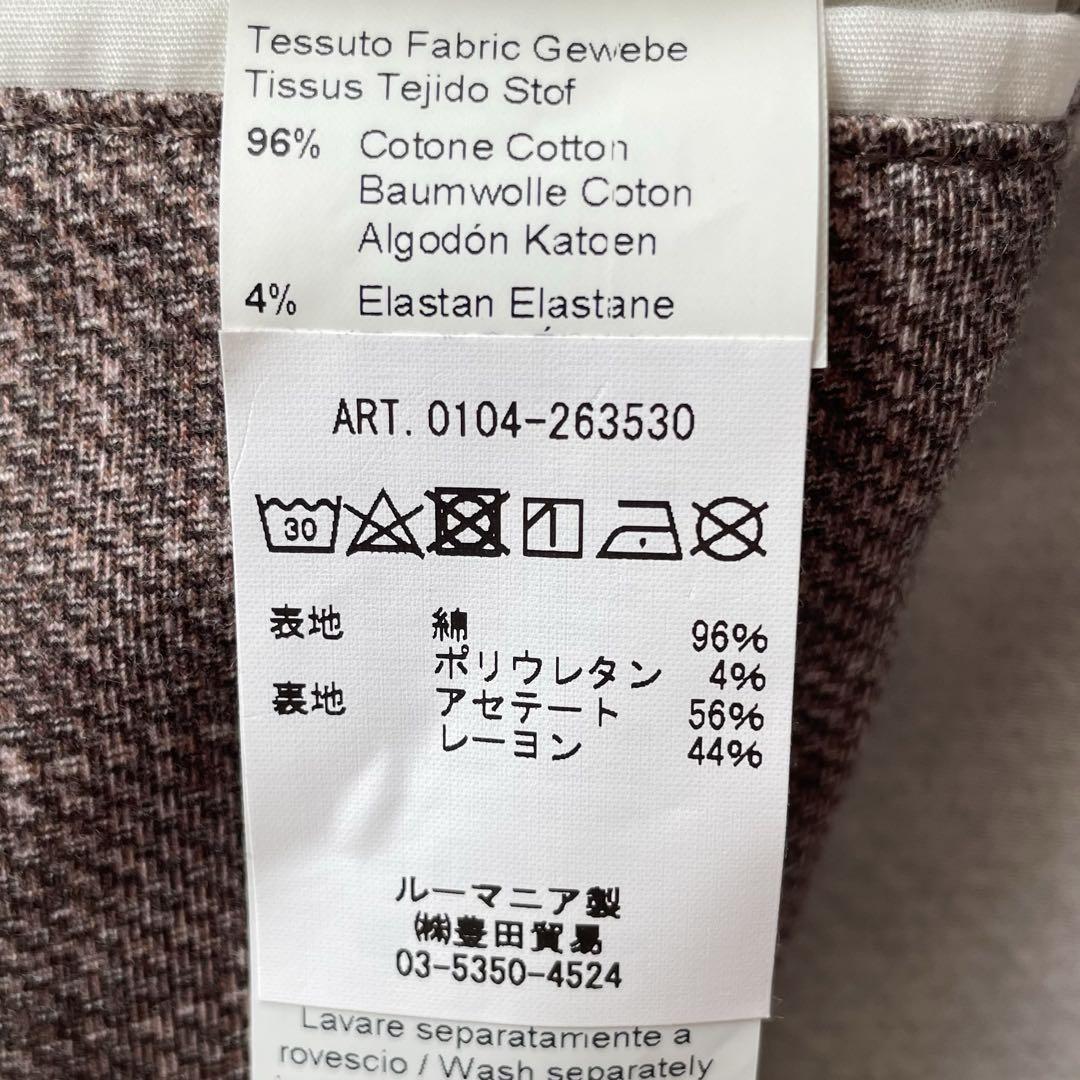 Tessuto Fabric Gewebe
Tissus Tejido Stof
96% Cotone Cotton
Baumwolle Coton
Algodón Katoen
4% Elastan Elastane
ART. 0104-263530
30
表地 綿 96%
ポリウレタン 4%
裏地 アセテート 56%
レーヨン 44%
ルーマニア製
㈱豊田貿易
03-5350-4524
Lavare separatamente a
rovescio / Wash separately